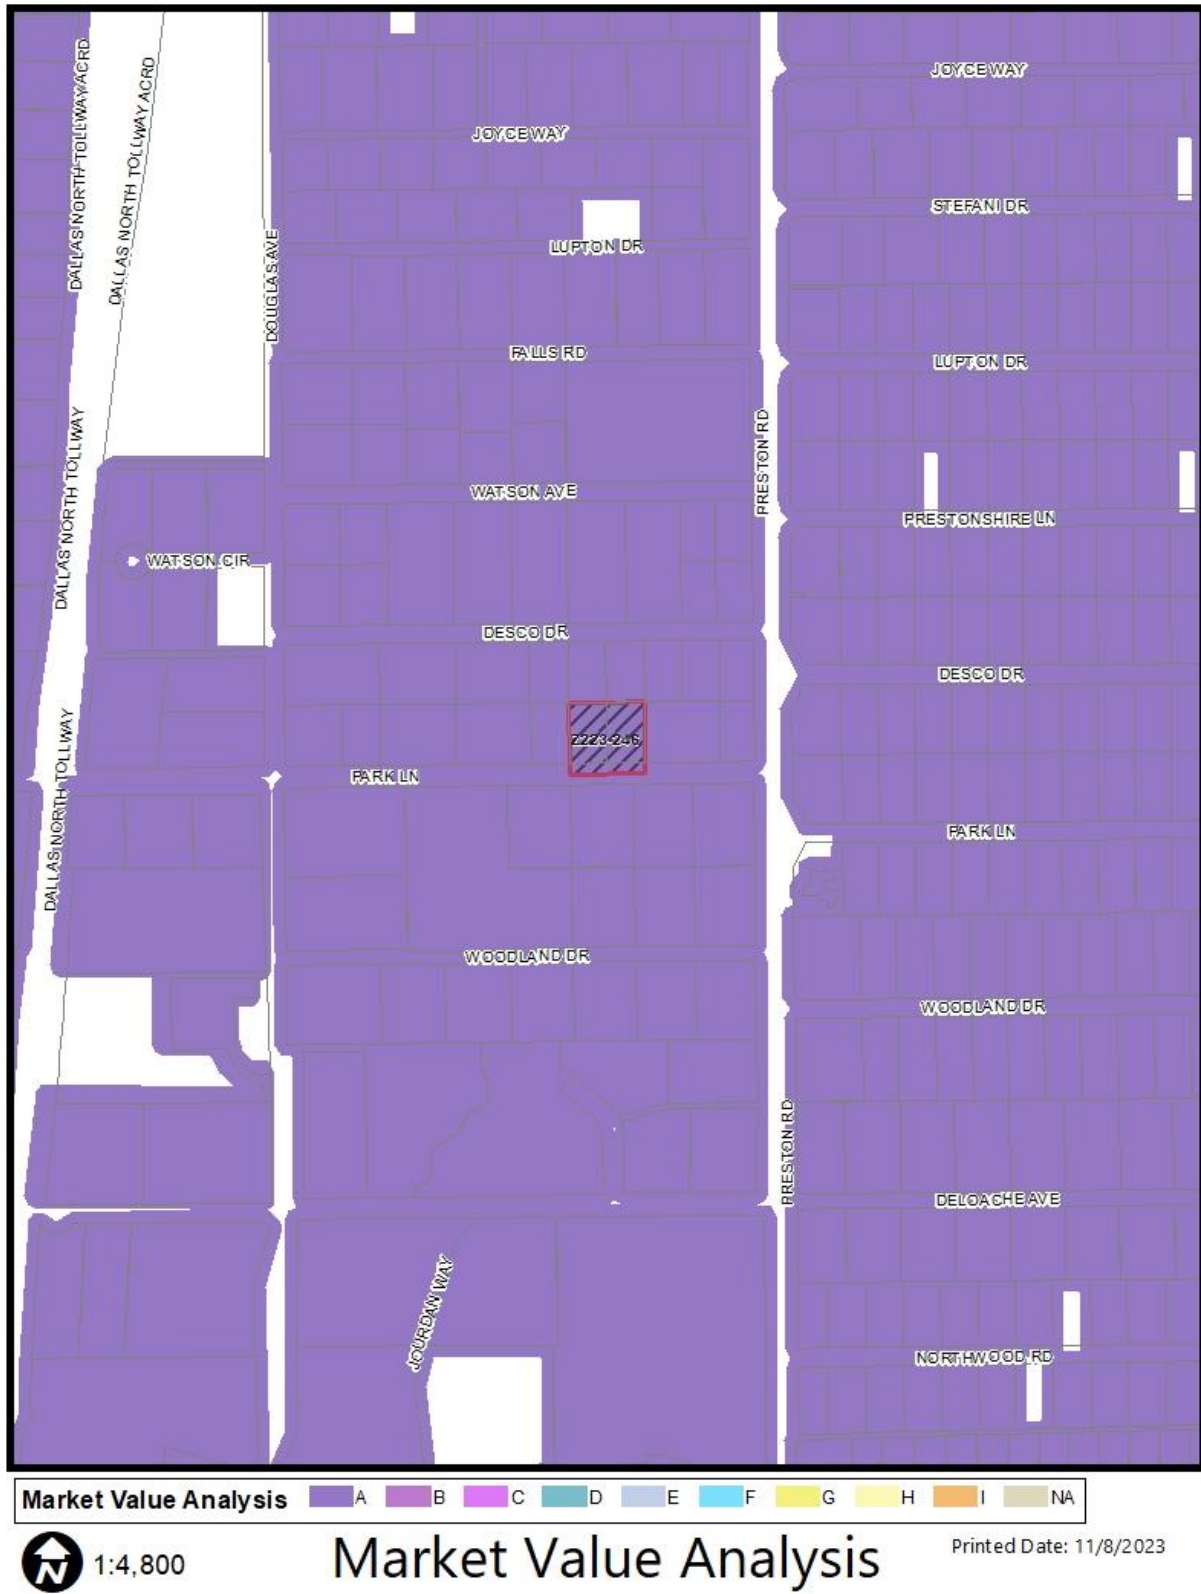 DALLAS NORTH TOLLWAY ACRD
DALLAS NORTH TOLLWAY ACRD
JOYCE WAY
JOYCE WAY
STEFANI DR
DOUGLAS AVE
LUPTON DR
FALLS RD
LUPTON DR
DALLAS NORTH TOLLWAY
PRESTON RD
WATSON AVE
PRESTONSHIRE LN
WATSON CIR
DESCO DR
DESCO DR
DALLAS NORTH TOLLWAY
Z223-246
PARK LN
PARK LN
DALLAS NORTH TOLLWAY
WOODLAND DR
WOODLAND DR
PRESTON RD
DELOACHE AVE
JOURDAN WAY
NORTHWOOD RD
Market Value Analysis A B C D E F G H I NA
1:4,800
Market Value Analysis
Printed Date: 11/8/2023
N